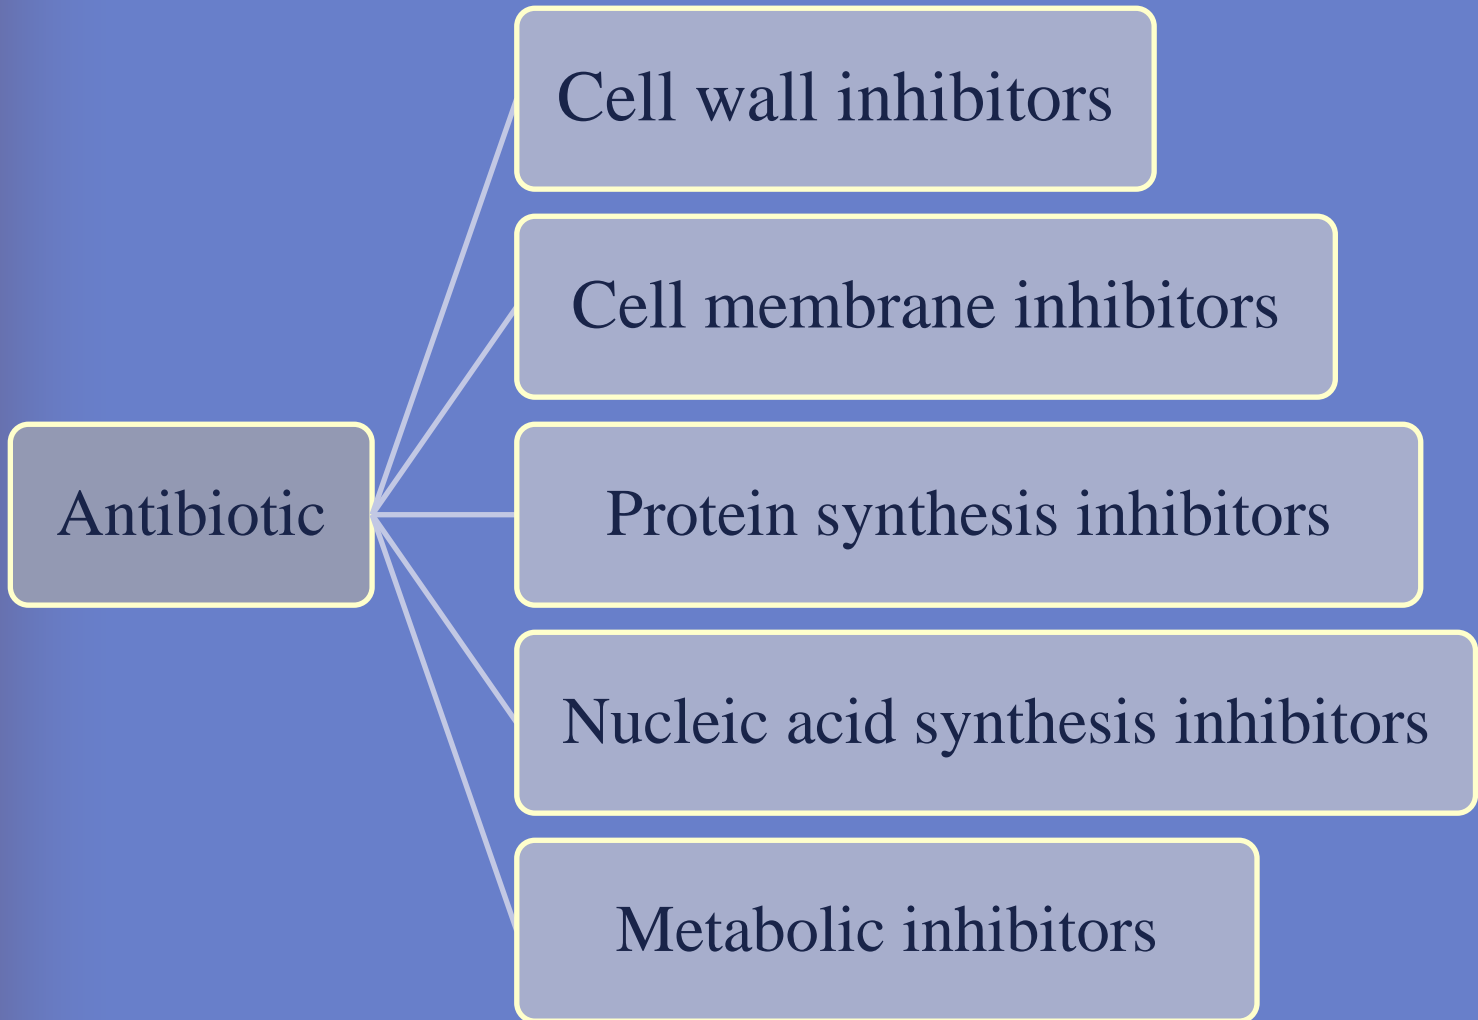 Cell wall inhibitors
Cell membrane inhibitors
Antibiotic
Protein synthesis inhibitors
Nucleic acid synthesis inhibitors
Metabolic inhibitors